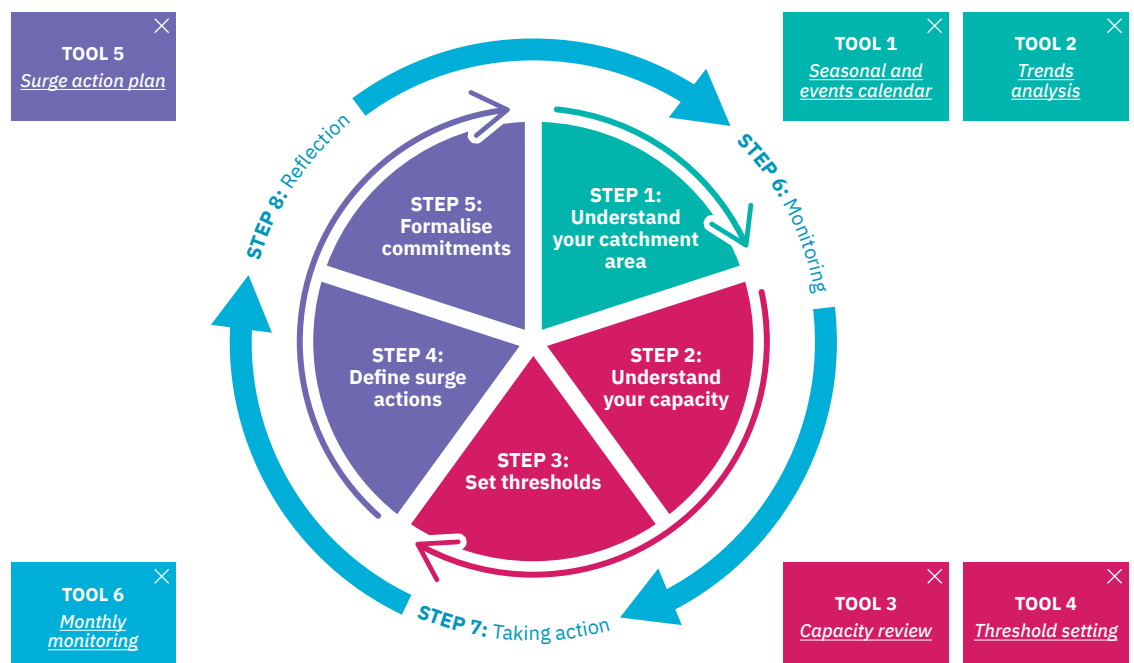 TOOL 5
Surge action plan
TOOL 1
Seasonal and
events calendar
TOOL 2
Trends
analysis
STEP 1:
Understand
your catchment
area
STEP 2:
Understand
your capacity
STEP 3:
Set thresholds
STEP 4:
Define surge
actions
STEP 5:
Formalise
commitments
STEP 6: Monitoring
STEP 7: Taking action
STEP 8: Reflection
TOOL 6
Monthly
monitoring
TOOL 3
Capacity review
TOOL 4
Threshold setting